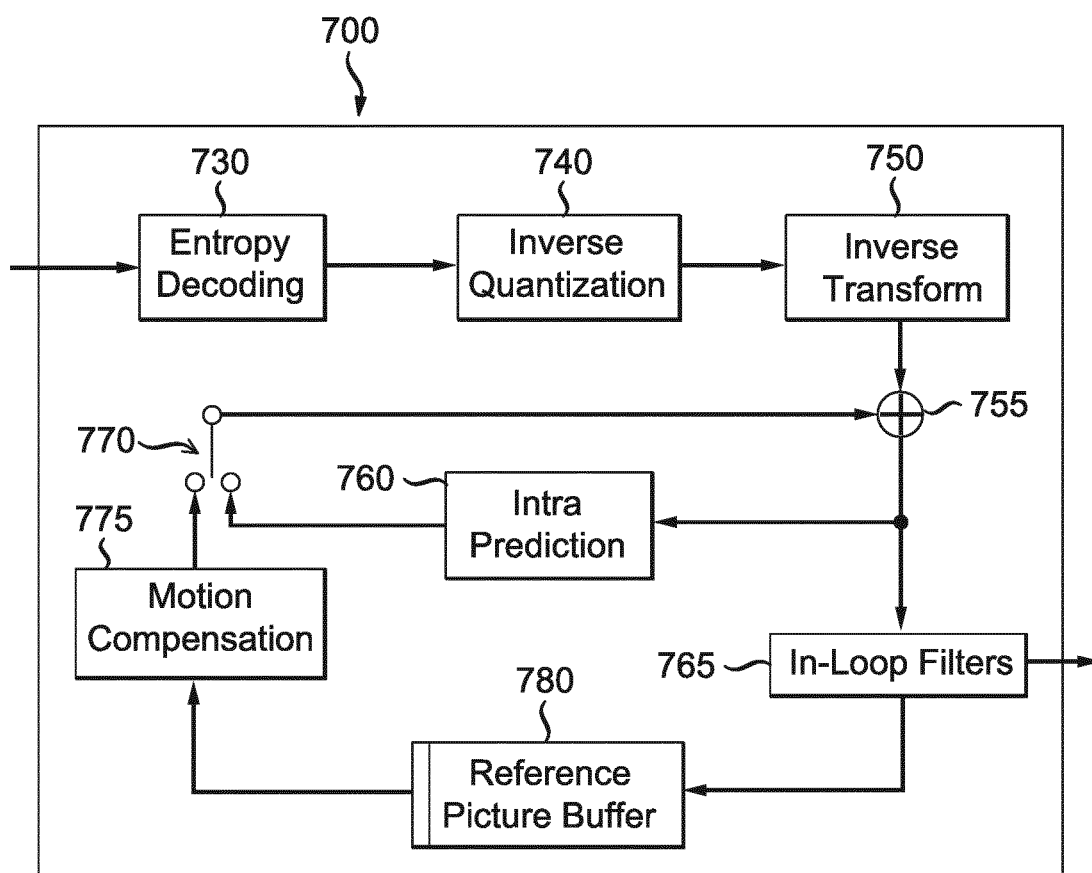 700
730
740
750
Entropy
Decoding
Inverse
Quantization
Inverse
Transform
755
770
760
Intra
Prediction
775
Motion
Compensation
765
In-Loop Filters
780
Reference
Picture Buffer